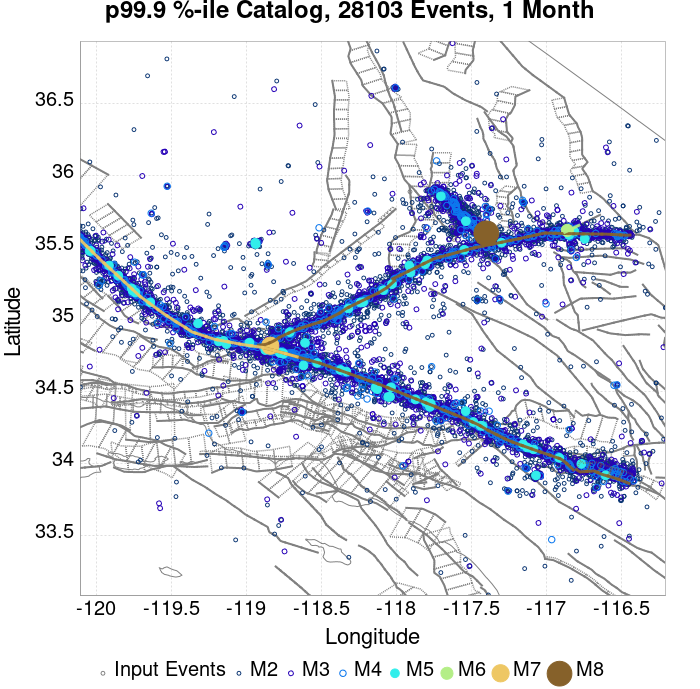 p99.9 %-ile Catalog, 28103 Events, 1 Month
36.5
36
35.5
35
34.5
34
33.5
Latitude
-120 -119.5 -119 -118.5 -118 -117.5 -117 -116.5
Longitude
Input Events M2 M3 M4 M5 M6 M7 M8